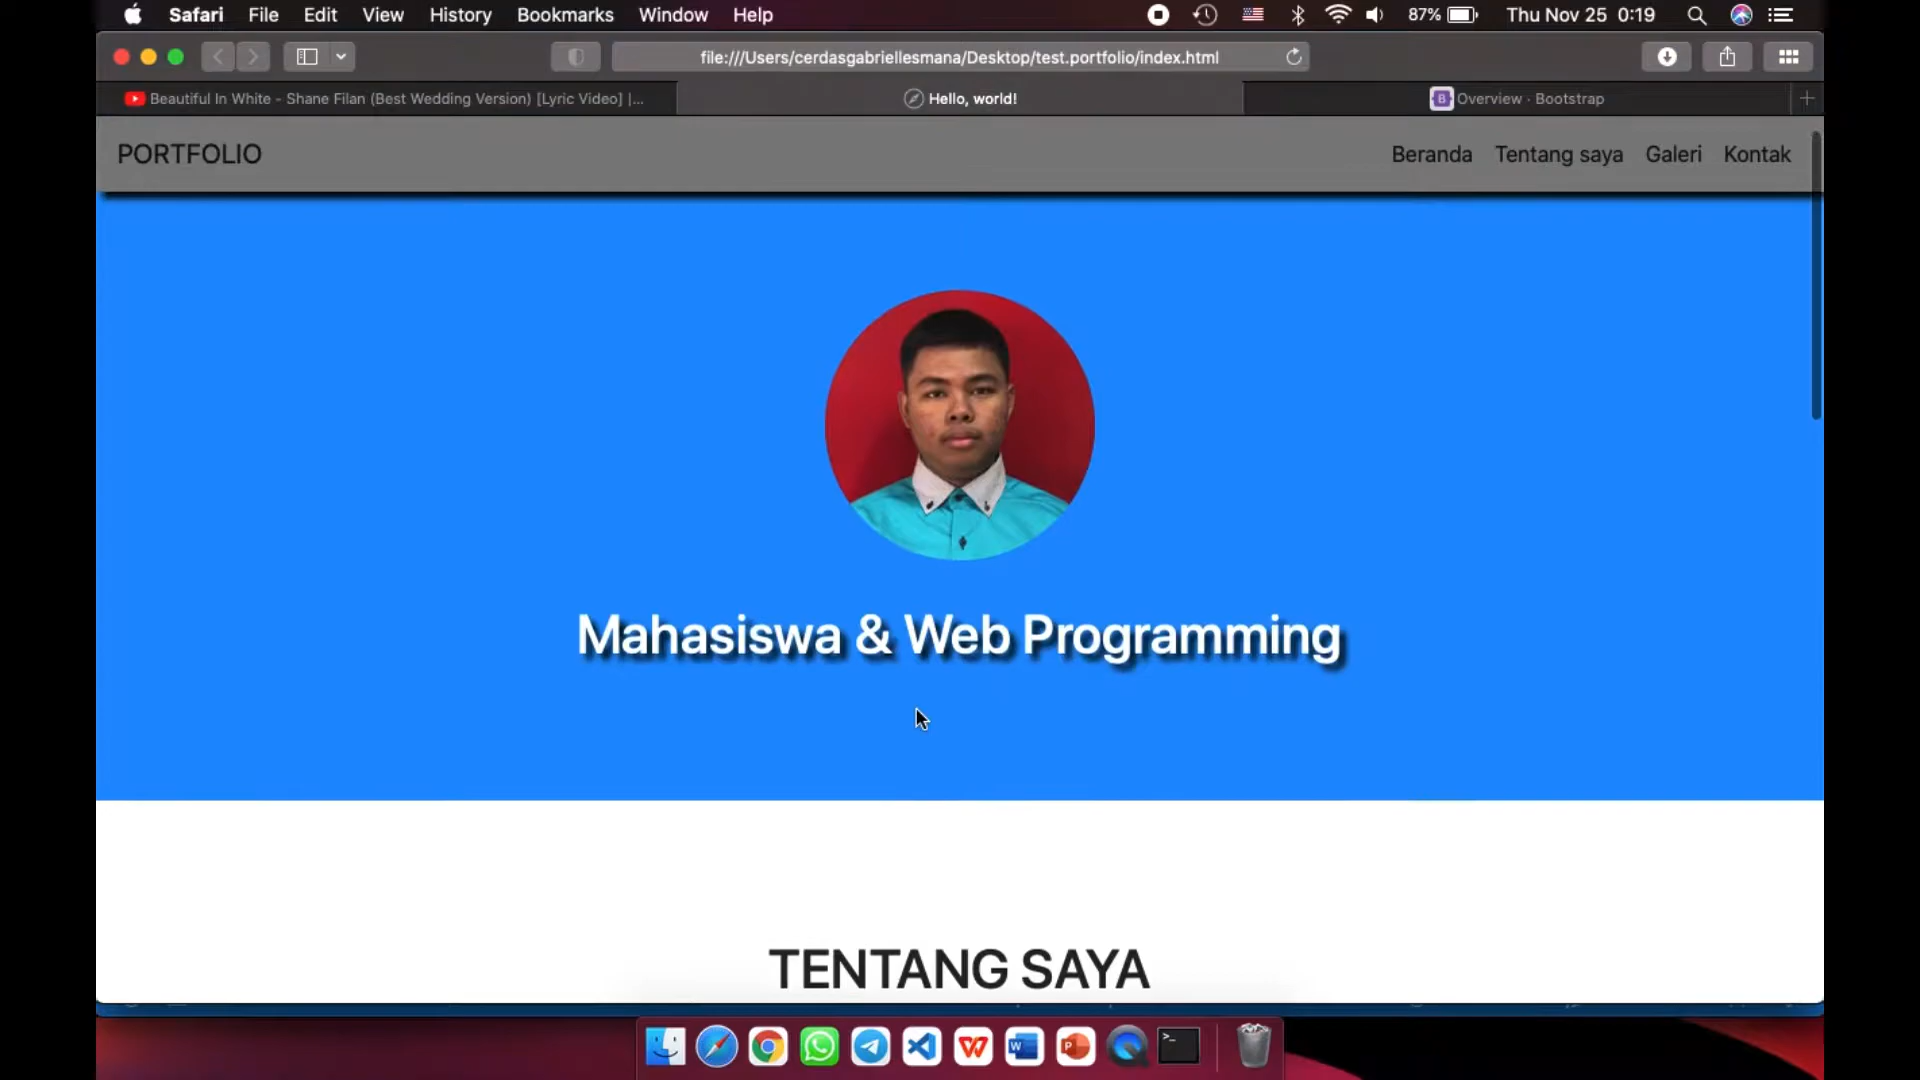 Safari File Edit View History Bookmarks Window Help 87% Thu Nov 25 0:19
file:///Users/cerdasgabriellesmana/Desktop/test.portfolio/index.html
Beautiful In White - Shane Filan (Best Wedding Version) [Lyric Video] |...
Hello, world!
B Overview · Bootstrap
PORTFOLIO
Beranda Tentang saya Galeri Kontak
Mahasiswa & Web Programming
TENTANG SAYA
W W P >_